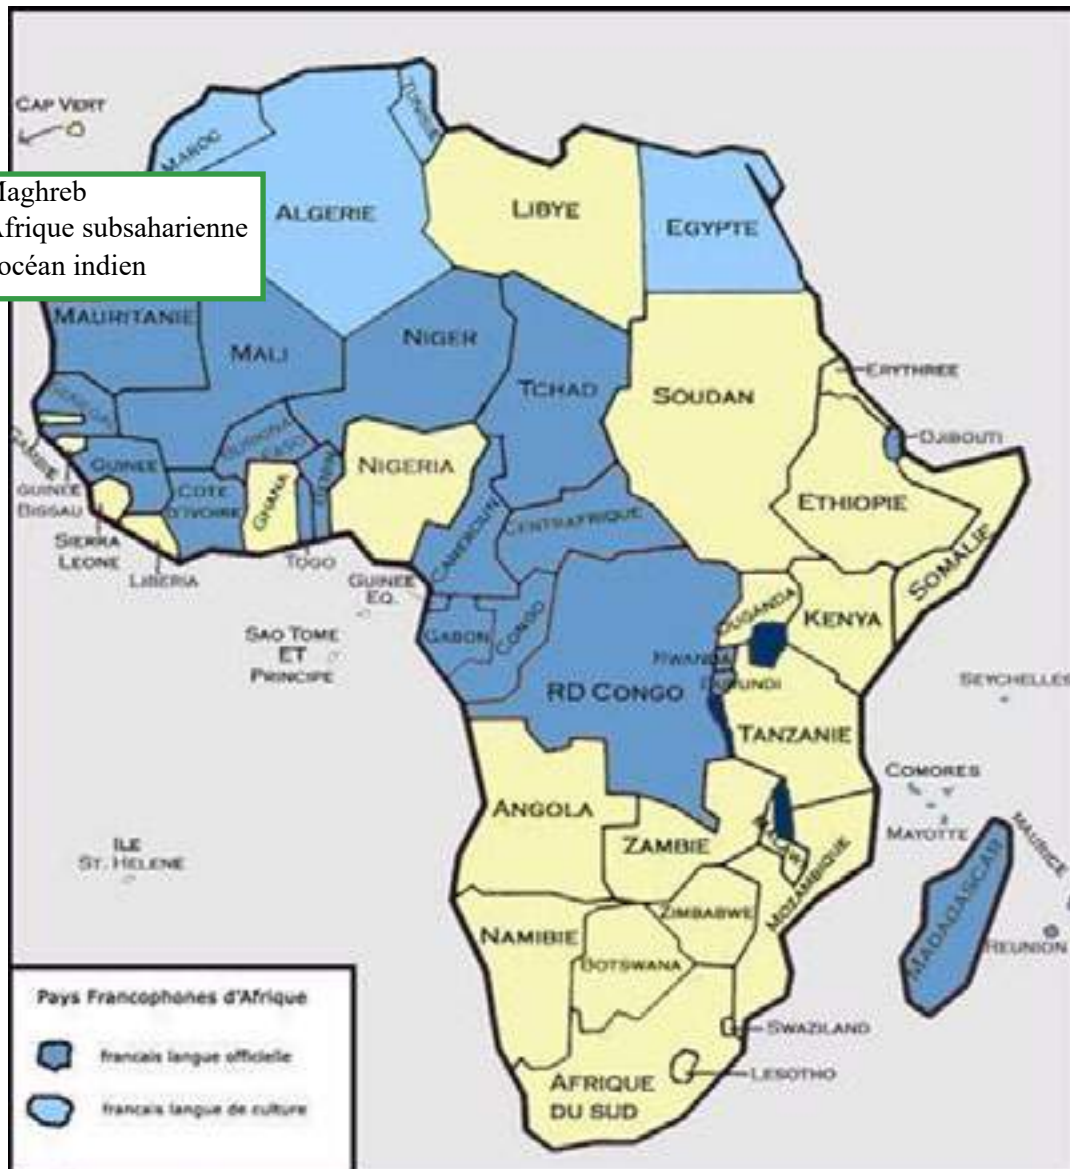 CAP VERT
MAROC
TUNISIE
Maghreb
Afrique subsaharienne
océan indien
ALGERIE
LIBYE
EGYPTE
MAURITANIE
MALI
NIGER
TCHAD
SOUDAN
ERYTHREE
SENEGAL
GAMBIE
BURKINA
FASO
DJIBOUTI
GUINEE
NIGERIA
GUINEE
BISSAU
COTE
D'IVOIRE
GHANA
BENIN
ETHIOPIE
CENTRAFRIQUE
CAMEROUN
SIERRA
LEONE
LIBERIA
TOGO
SOMALIE
GUINEE
EQ.
OUGANDA
KENYA
GABON
CONGO
SAO TOME
ET
PRINCIPE
RWANDA
BURUNDI
RD CONGO
SEYCHELLES
TANZANIE
COMORES
ANGOLA
MAYOTTE
MAURICE
ZAMBIE
MALAWI
MOZAMBIQUE
ILE
ST. HELENE
MADAGASCAR
ZIMBABWE
NAMIBIE
REUNION
BOTSWANA
Pays Francophones d'Afrique
SWAZILAND
francais langue officielle
LESOTHO
AFRIQUE
DU SUD
francais langue de culture